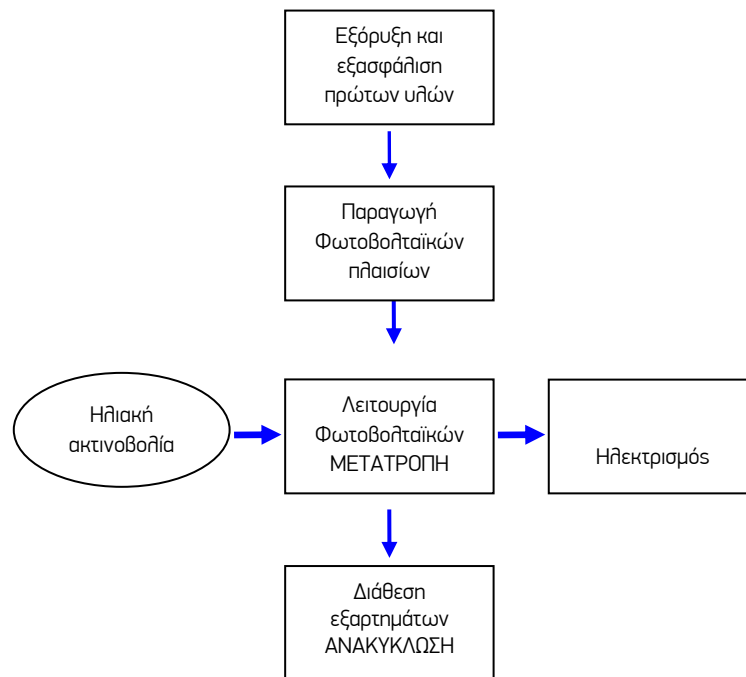 Εξόρυξη και
εξασφάλιση
πρώτων υλών
Παραγωγή
Φωτοβολταϊκών
πλαισίων
Ηλιακή
ακτινοβολία
Λειτουργία
Φωτοβολταϊκών
ΜΕΤΑΤΡΟΠΗ
Ηλεκτρισμός
Διάθεση
εξαρτημάτων
ΑΝΑΚΥΚΛΩΣΗ